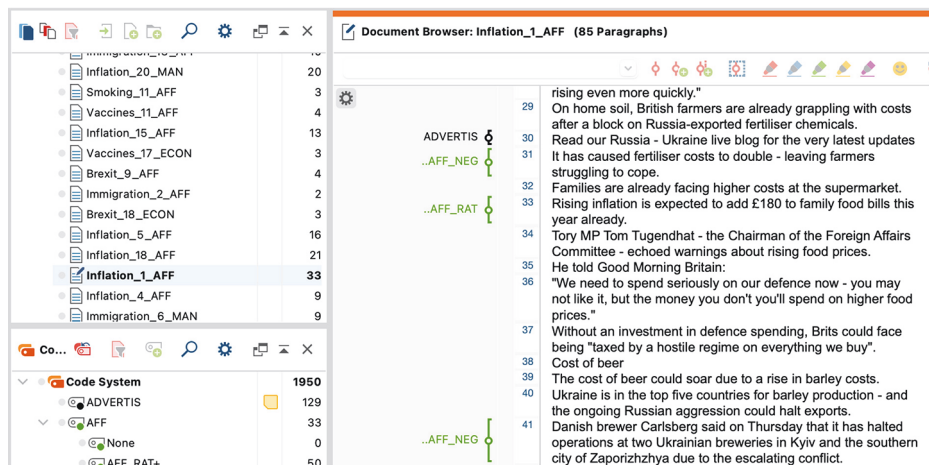 Immigration_18_AFF
Inflation_20_MAN 20
Smoking_11_AFF 3
Vaccines_11_AFF 4
Inflation_15_AFF 13
Vaccines_17_ECON 3
Brexit_9_AFF 4
Immigration_2_AFF 2
Brexit_18_ECON 3
Inflation_5_AFF 16
Inflation_18_AFF 21
Inflation_1_AFF 33
Inflation_4_AFF 9
Immigration_6_MAN 9
Co...
Code System 1950
ADVERTIS 129
AFF 33
None 0
AFF_RAT+ 50
Document Browser: Inflation_1_AFF (85 Paragraphs)
rising even more quickly."
29 On home soil, British farmers are already grappling with costs
after a block on Russia-exported fertiliser chemicals.
ADVERTIS 30 Read our Russia - Ukraine live blog for the very latest updates
..AFF_NEG 31 It has caused fertiliser costs to double - leaving farmers
struggling to cope.
32 Families are already facing higher costs at the supermarket.
..AFF_RAT 33 Rising inflation is expected to add £180 to family food bills this
year already.
34 Tory MP Tom Tugendhat - the Chairman of the Foreign Affairs
Committee - echoed warnings about rising food prices.
35 He told Good Morning Britain:
36 "We need to spend seriously on our defence now - you may
not like it, but the money you don't you'll spend on higher food
prices."
37 Without an investment in defence spending, Brits could face
being "taxed by a hostile regime on everything we buy".
38 Cost of beer
39 The cost of beer could soar due to a rise in barley costs.
40 Ukraine is in the top five countries for barley production - and
the ongoing Russian aggression could halt exports.
..AFF_NEG 41 Danish brewer Carlsberg said on Thursday that it has halted
operations at two Ukrainian breweries in Kyiv and the southern
city of Zaporizhzhya due to the escalating conflict.